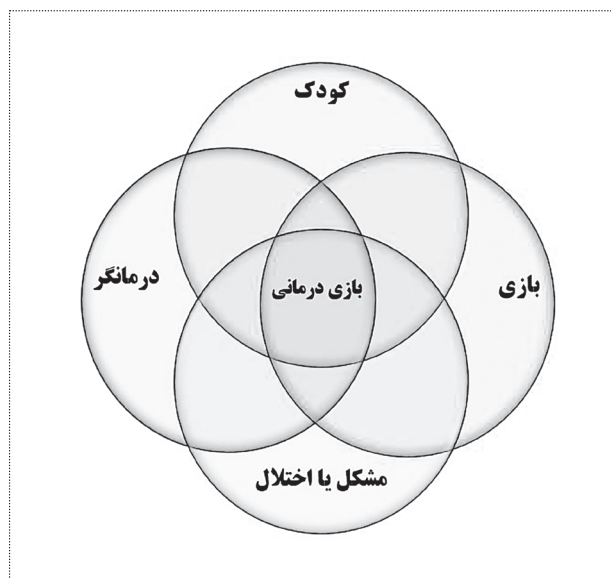 کودک
درمانگر
بازی درمانی
بازی
مشکل یا اختلال